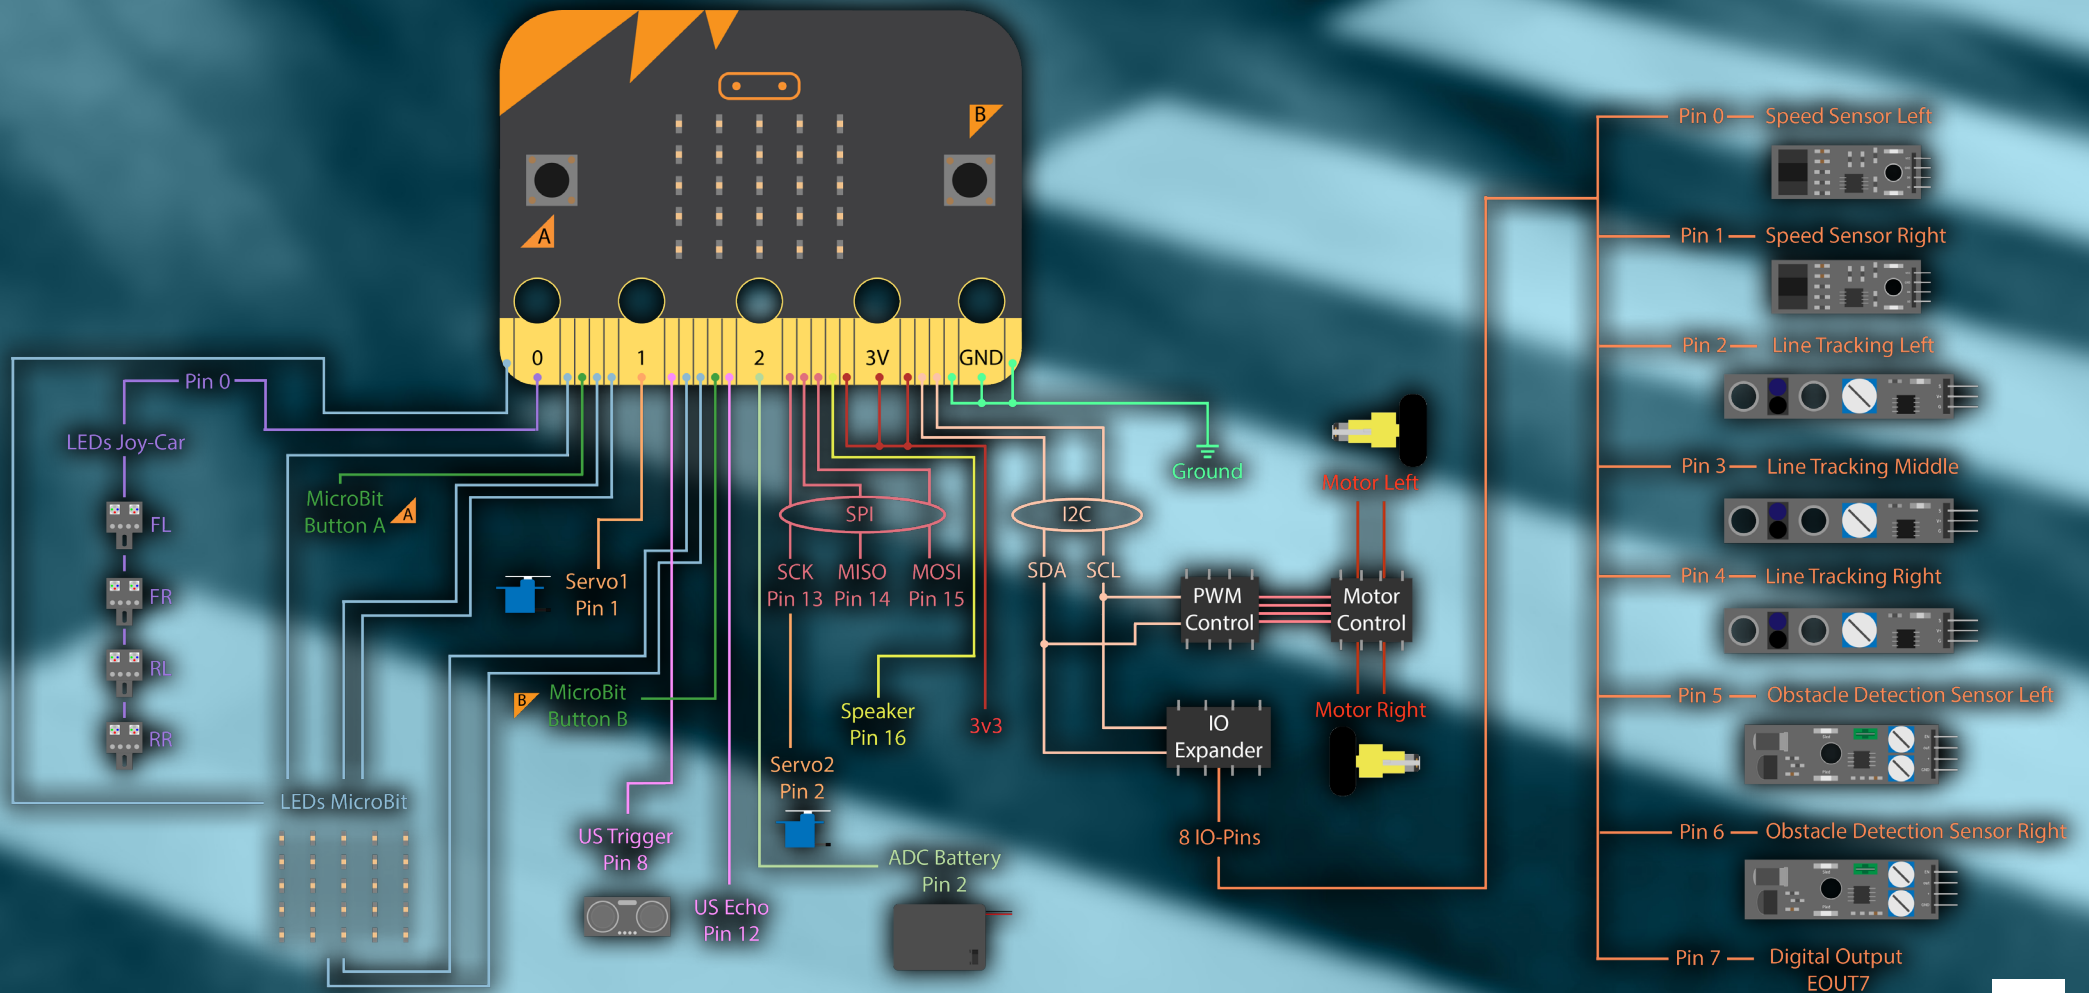 B
A
0
1
2
3V
GND
Pin 0
LEDs Joy-Car
FL
FR
RL
RR
MicroBit
Button A
A
Servo1
Pin 1
B
MicroBit
Button B
LEDs MicroBit
US Trigger
Pin 8
US Echo
Pin 12
SPI
SCK
Pin 13
MISO
Pin 14
MOSI
Pin 15
Servo2
Pin 2
Speaker
Pin 16
3v3
ADC Battery
Pin 2
I2C
SDA
SCL
Ground
PWM
Control
Motor
Control
Motor Left
Motor Right
IO
Expander
8 IO-Pins
Pin 0
Speed Sensor Left
Pin 1
Speed Sensor Right
Pin 2
Line Tracking Left
Pin 3
Line Tracking Middle
Pin 4
Line Tracking Right
Pin 5
Obstacle Detection Sensor Left
Pin 6
Obstacle Detection Sensor Right
Pin 7
Digital Output
EOUT7